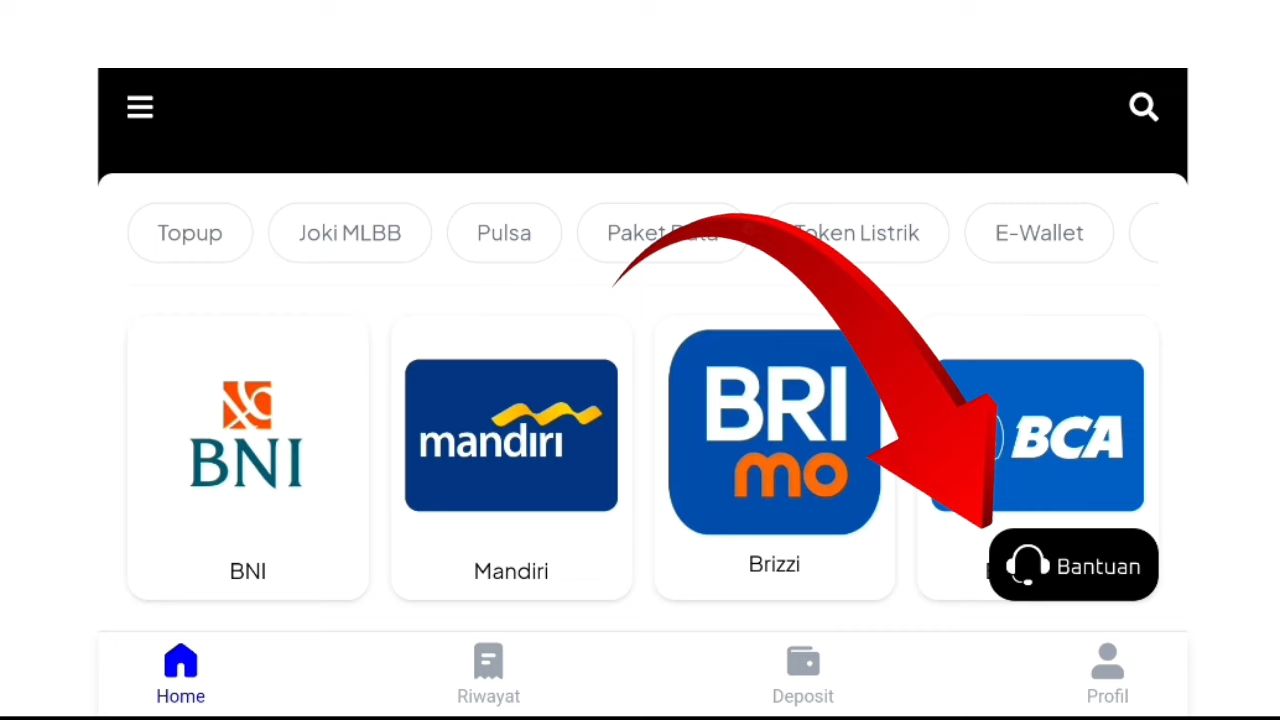 Topup
Joki MLBB
Pulsa
Paket Data
Token Listrik
E-Wallet
BNI
mandiri
BRI
mo
BCA
BNI
Mandiri
Brizzi
Bantuan
Home
Riwayat
Deposit
Profil